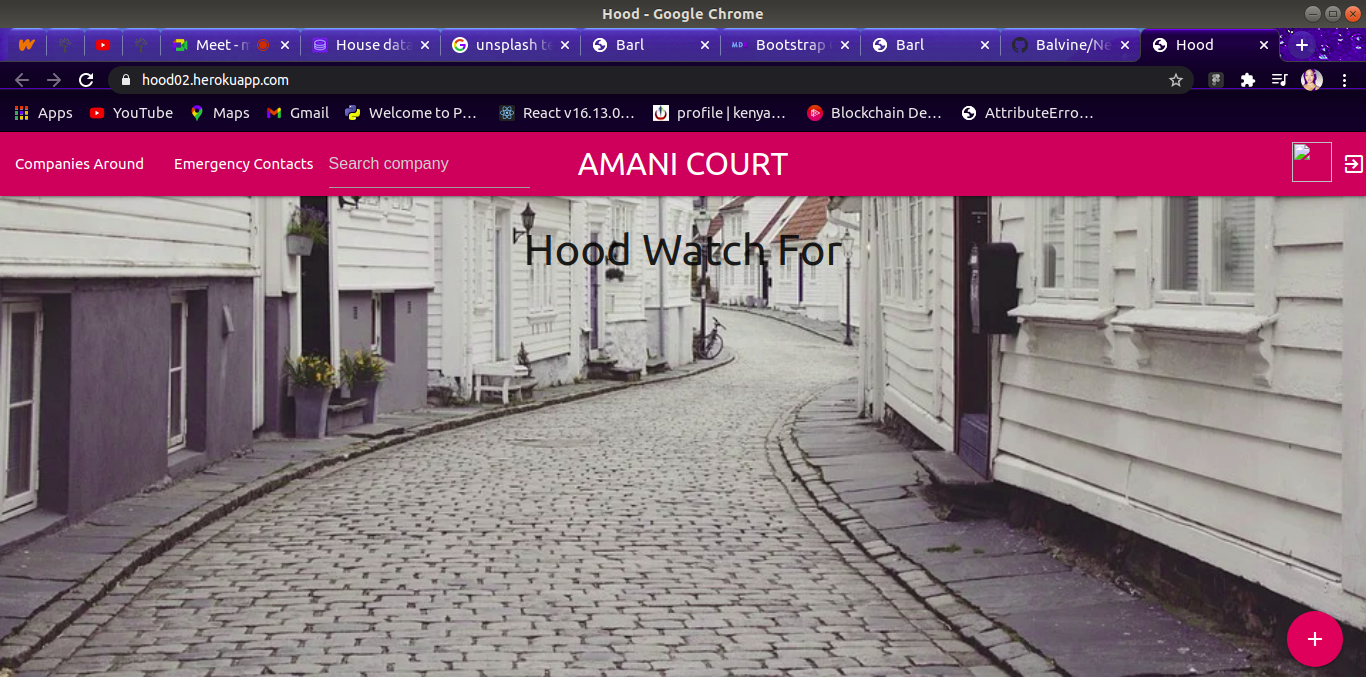 Hood - Google Chrome
Meet - m
House data
unsplash te
Barl
Bootstrap
Barl
Balvine/Ne
Hood
hood02.herokuapp.com
Apps
YouTube
Maps
Gmail
Welcome to P...
React v16.13.0...
profile | kenya...
Blockchain De...
AttributeErro...
Companies Around
Emergency Contacts
Search company
AMANI COURT
Hood Watch For